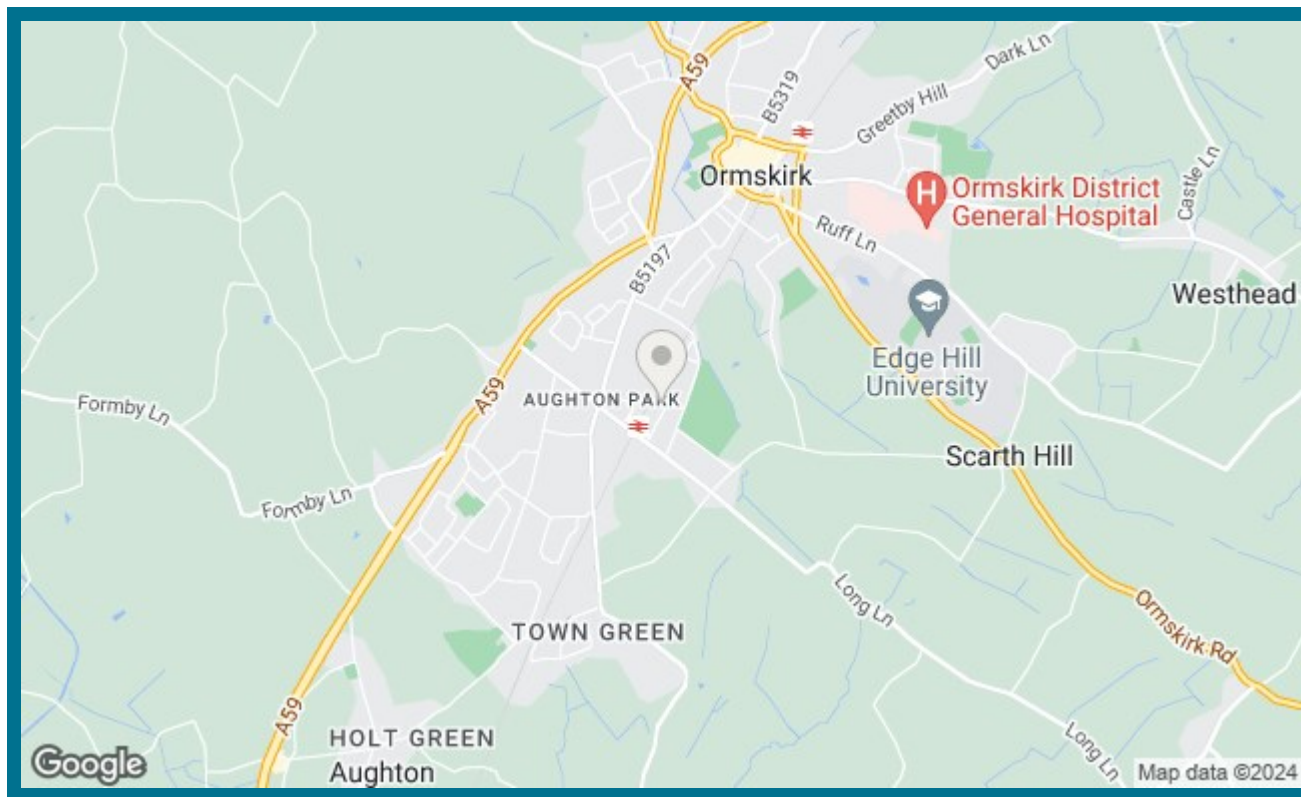 A59
B5319
Dark Ln
Greetby Hill
Ormskirk
Castle Ln
H
Ormskirk District
General Hospital
Ruff Ln
B5197
Westhead
Edge Hill
University
A59
AUGHTON PARK
Formby Ln
Scarth Hill
Formby Ln
Long Ln
Ormskirk Rd
TOWN GREEN
A59
HOLT GREEN
Aughton
Long Ln
Google
Map data ©2024